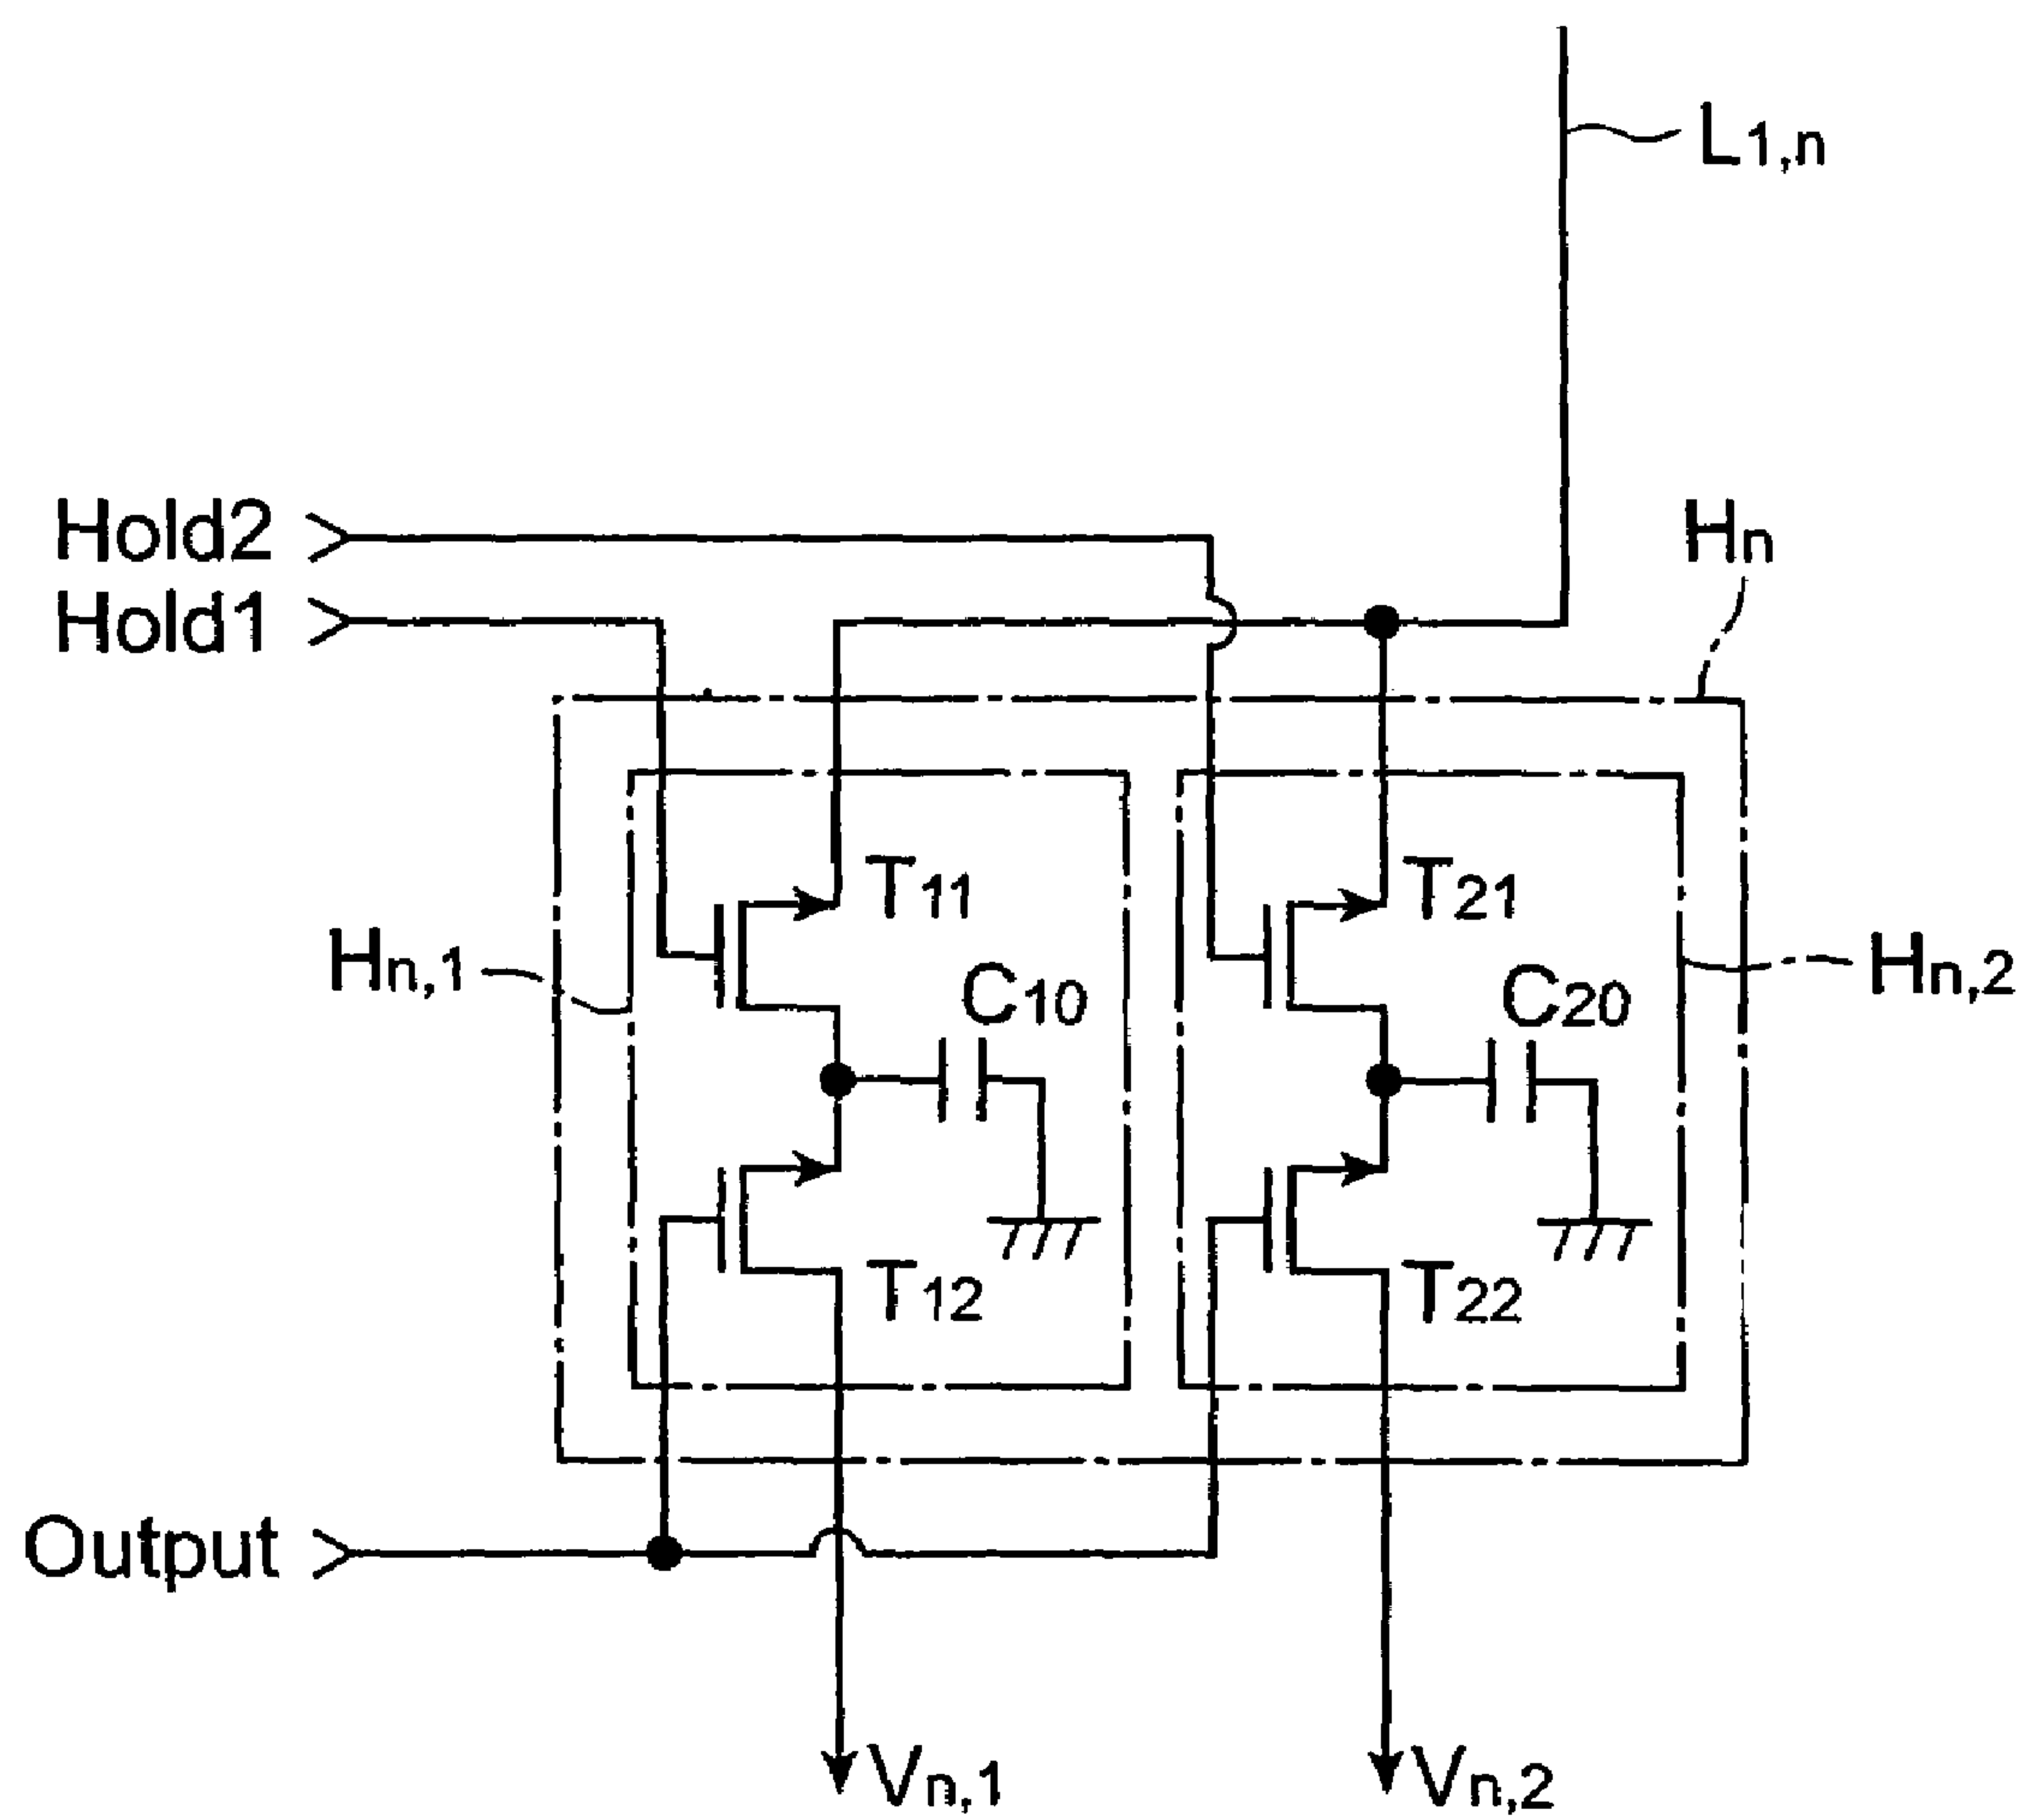 L1,n
Hold2
Hn
Hold1
T11
T21
Hn,1
C10
C20
Hn,2
T12
T22
Output
Vn,1
Vn,2